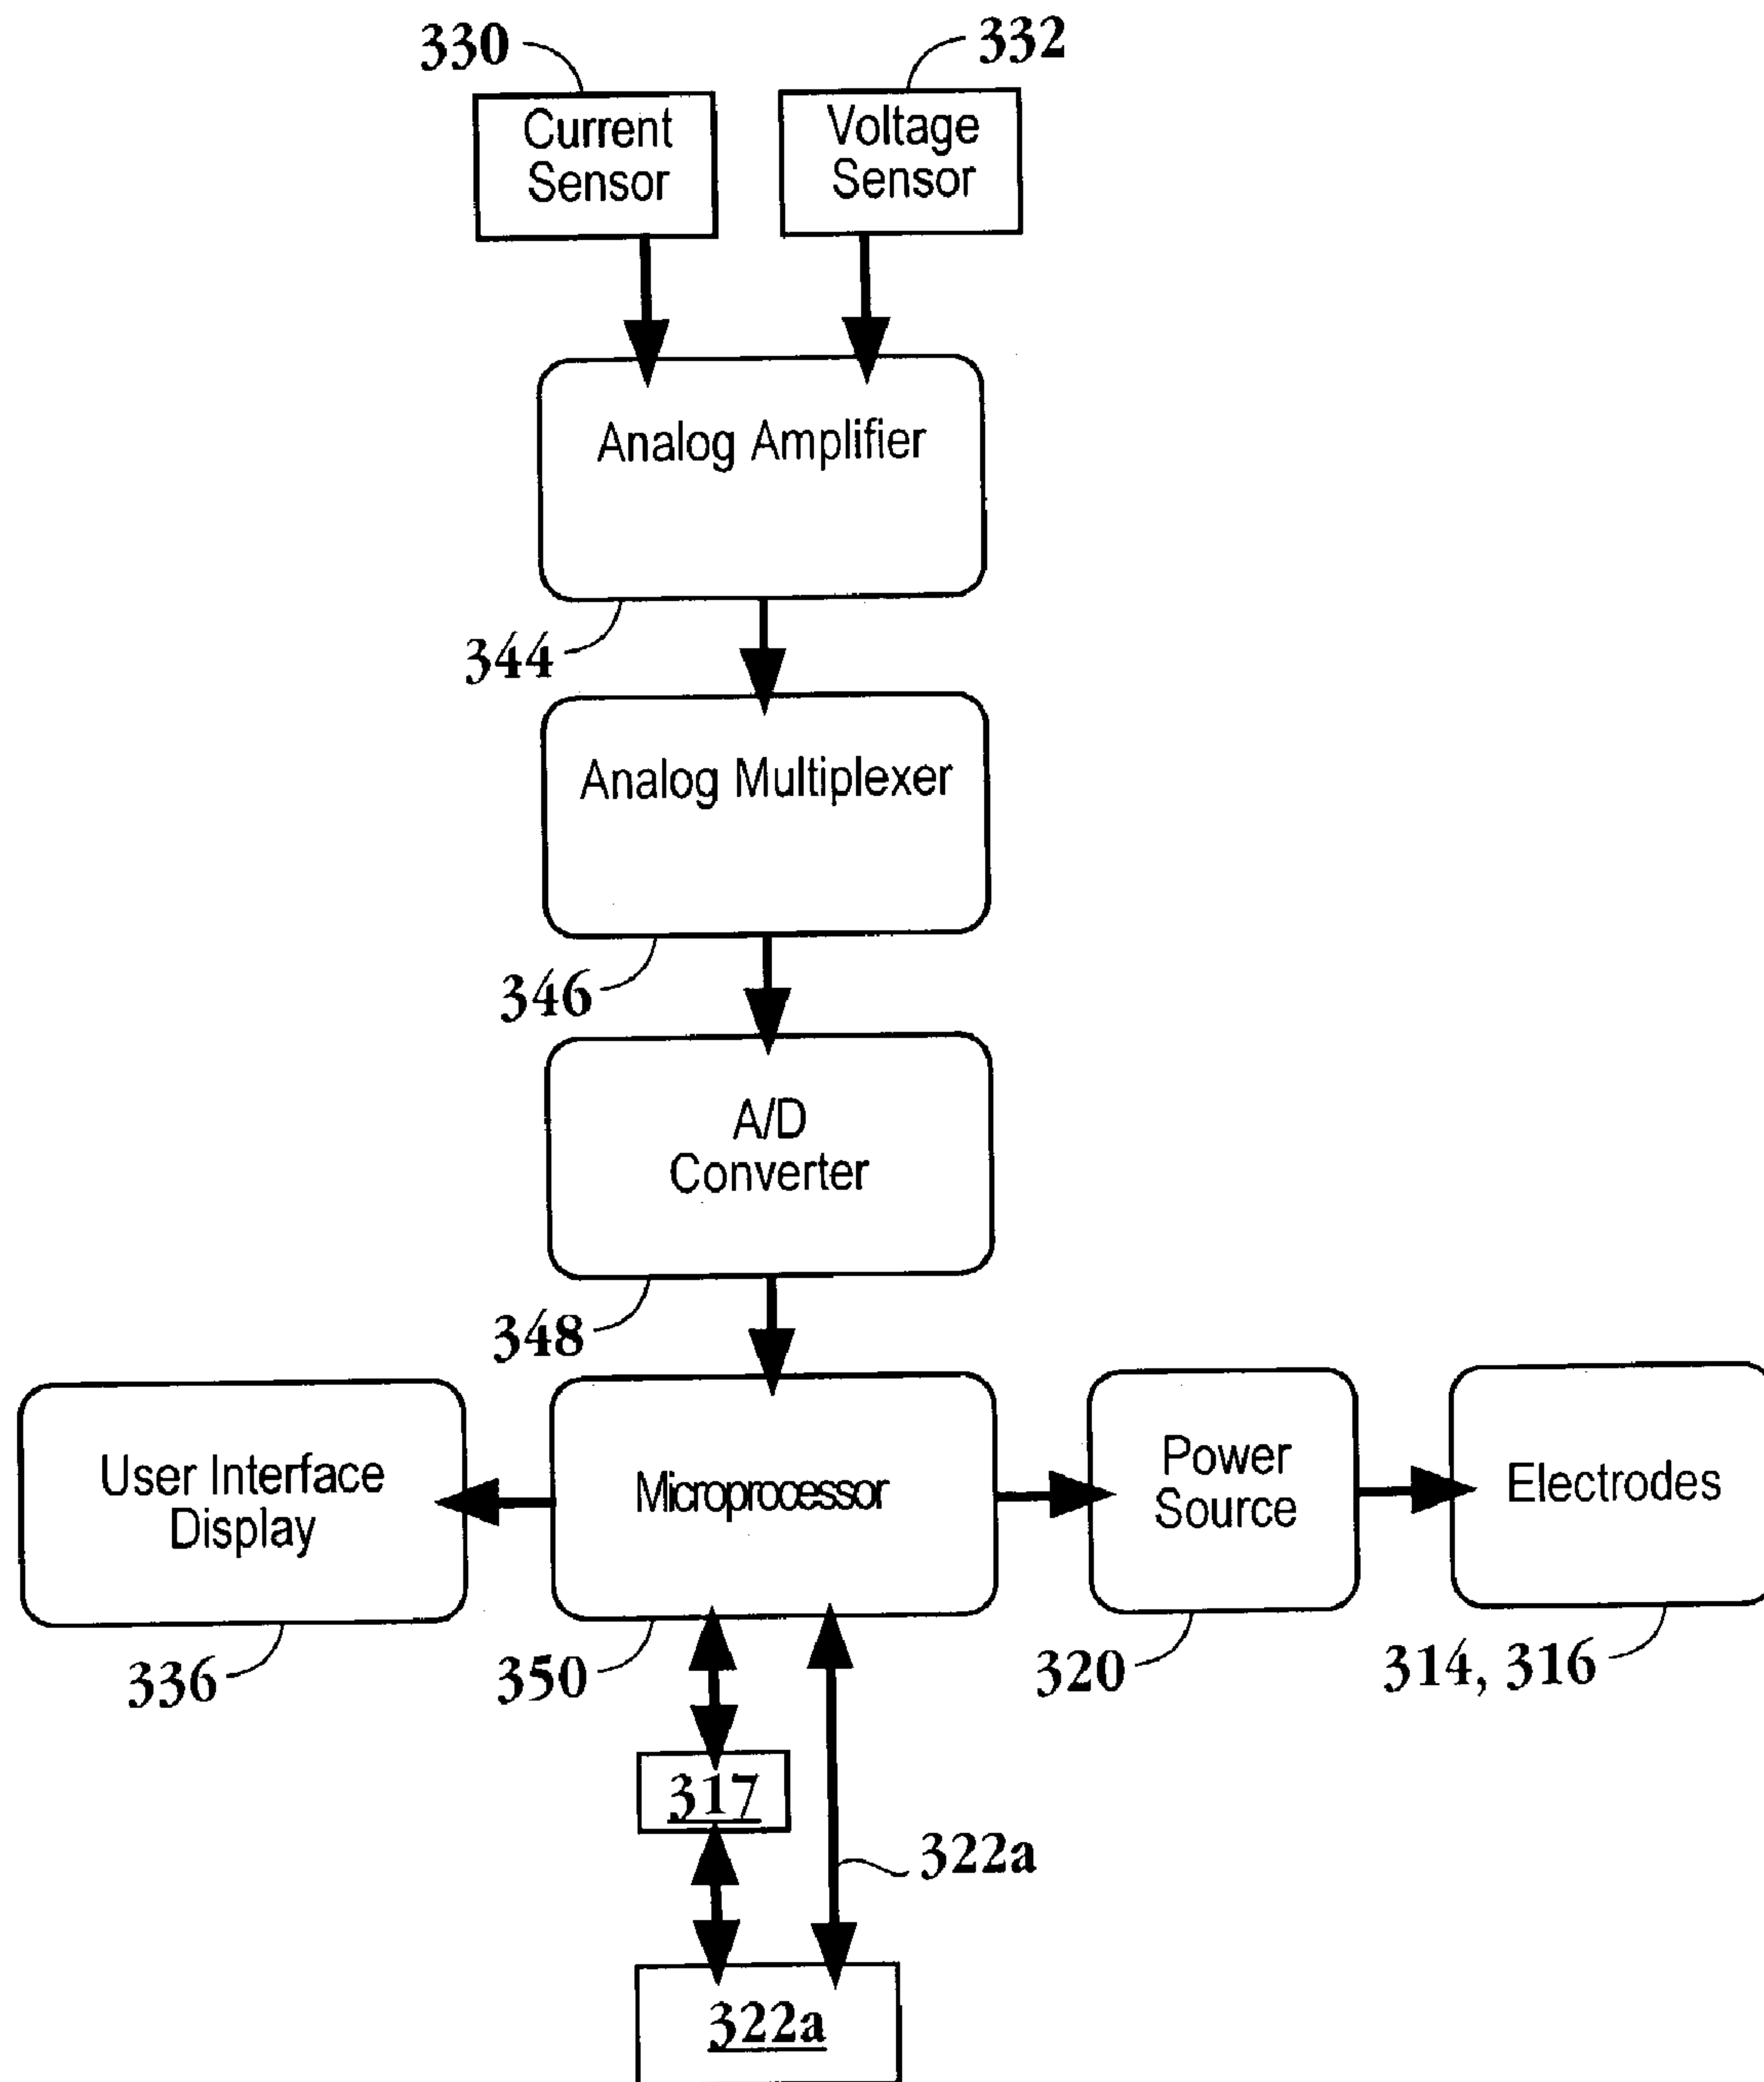 330
332
Current
Sensor
Voltage
Sensor
Analog Amplifier
344
Analog Multiplexer
346
A/D
Converter
348
User Interface
Display
Microprocessor
Power
Source
Electrodes
336
350
320
314, 316
317
322a
322a